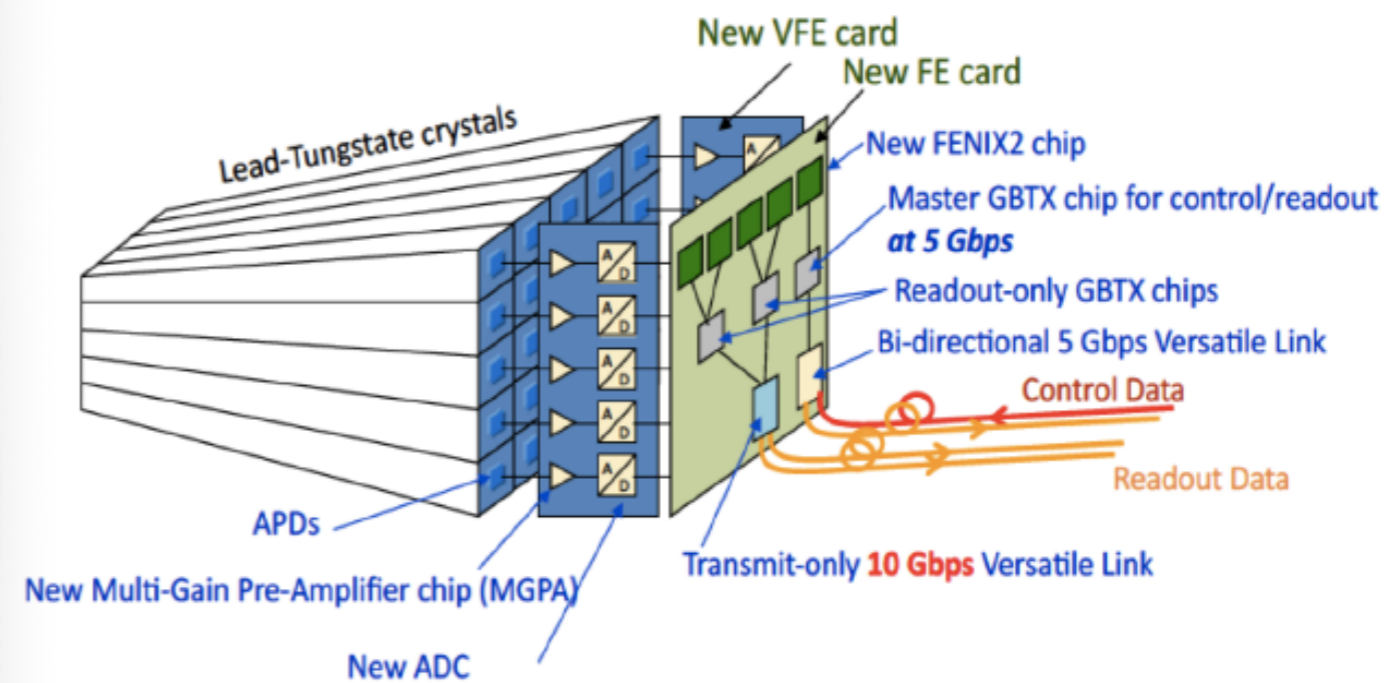 New VFE card
New FE card
Lead-Tungstate crystals
New FENIX2 chip
Master GBTX chip for control/readout
at 5 Gbps
Readout-only GBTX chips
Bi-directional 5 Gbps Versatile Link
Control Data
Readout Data
A
A
D
A
D
A
D
A
D
A
D
APDs
Transmit-only 10 Gbps Versatile Link
New Multi-Gain Pre-Amplifier chip (MGPA)
New ADC